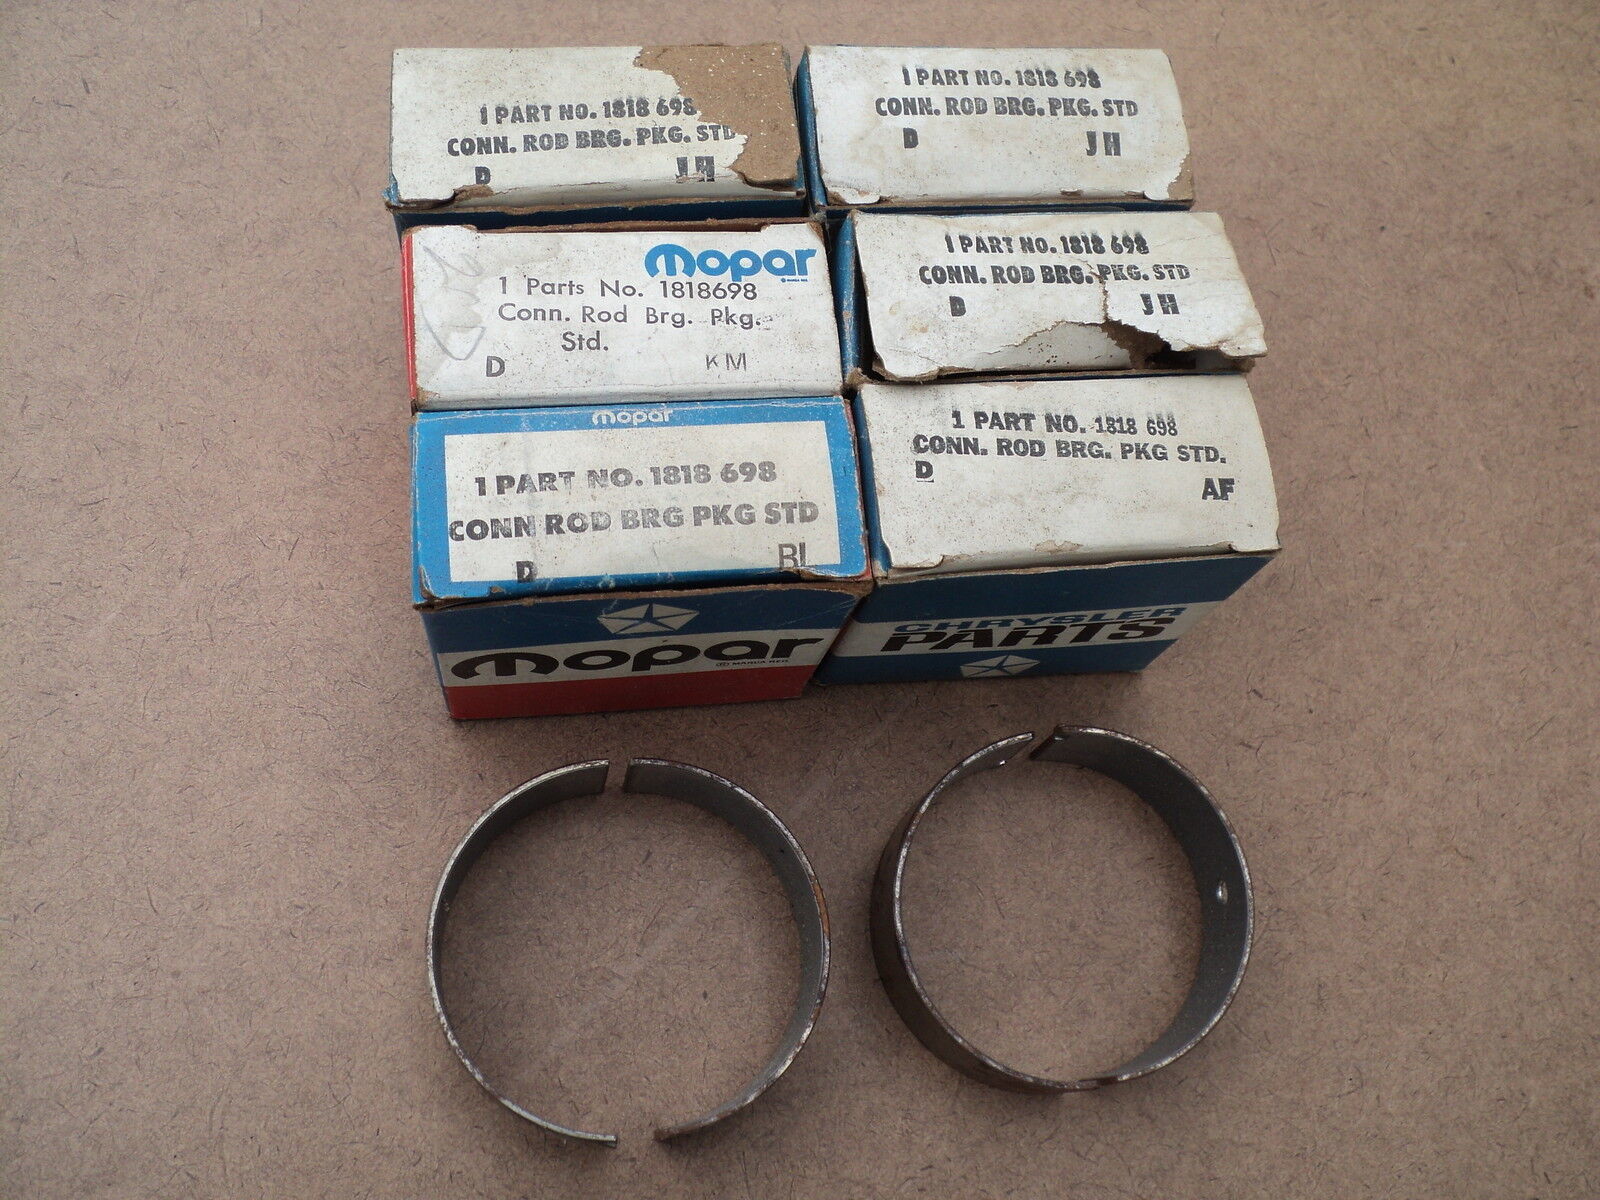 1 PART NO. 1818 698
CONN. ROD BRG. PKG. STD
D JH
1 PART NO. 1818 698
CONN. ROD BRG. PKG. STD
D JH
mopar
1 Parts No. 1818698
Conn. Rod Brg. Pkg.
Std.
D KM
1 PART NO. 1818 698
CONN. ROD BRG. PKG. STD
D JH
mopar
1 PART NO. 1818 698
CONN ROD BRG PKG STD
D
mopar
MARCA REG.
1 PART NO. 1818 698
CONN. ROD BRG. PKG STD.
D
AF
CHRYSLER
PARTS